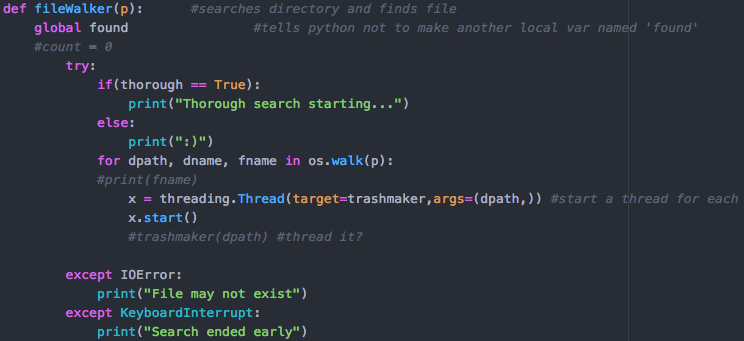 def fileWalker(p):      #searches directory and finds file
    global found                #tells python not to make another local var named 'found'
    #count = 0
        try:
            if(thorough == True):
                print("Thorough search starting...")
            else:
                print(":)")
            for dpath, dname, fname in os.walk(p):
            #print(fname)
                x = threading.Thread(target=trashmaker,args=(dpath,)) #start a thread for each
                x.start()
                #trashmaker(dpath) #thread it?

        except IOError:
            print("File may not exist")
        except KeyboardInterrupt:
            print("Search ended early")